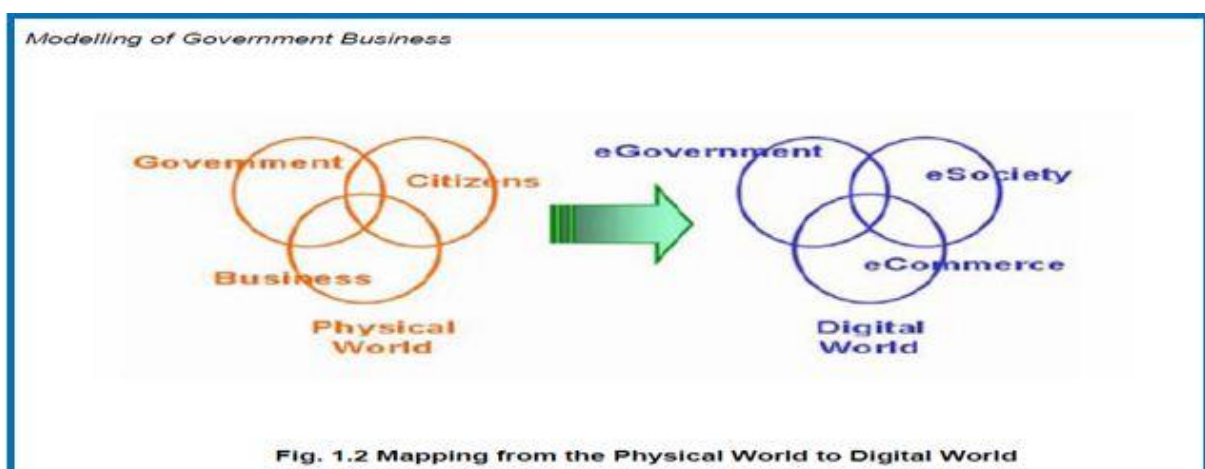 Modelling of Government Business
Government
Citizens
Business
Physical
World
eGovernment
eSociety
eCommerce
Digital
World
Fig. 1.2 Mapping from the Physical World to Digital World